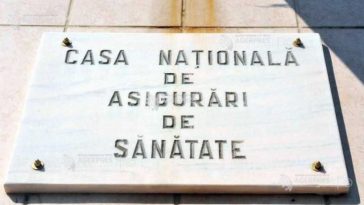 CASA NAȚIONALĂ
DE
ASIGURĂRI
DE
SĂNĂTATE